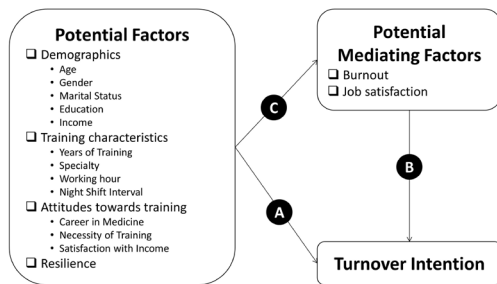 Potential Factors
❑ Demographics
• Age
• Gender
• Marital Status
• Education
• Income
❑ Training characteristics
• Years of Training
• Specialty
• Working hour
• Night Shift Interval
❑ Attitudes towards training
• Career in Medicine
• Necessity of Training
• Satisfaction with Income
❑ Resilience
C
A
Potential
Mediating Factors
❑ Burnout
❑ Job satisfaction
B
Turnover Intention